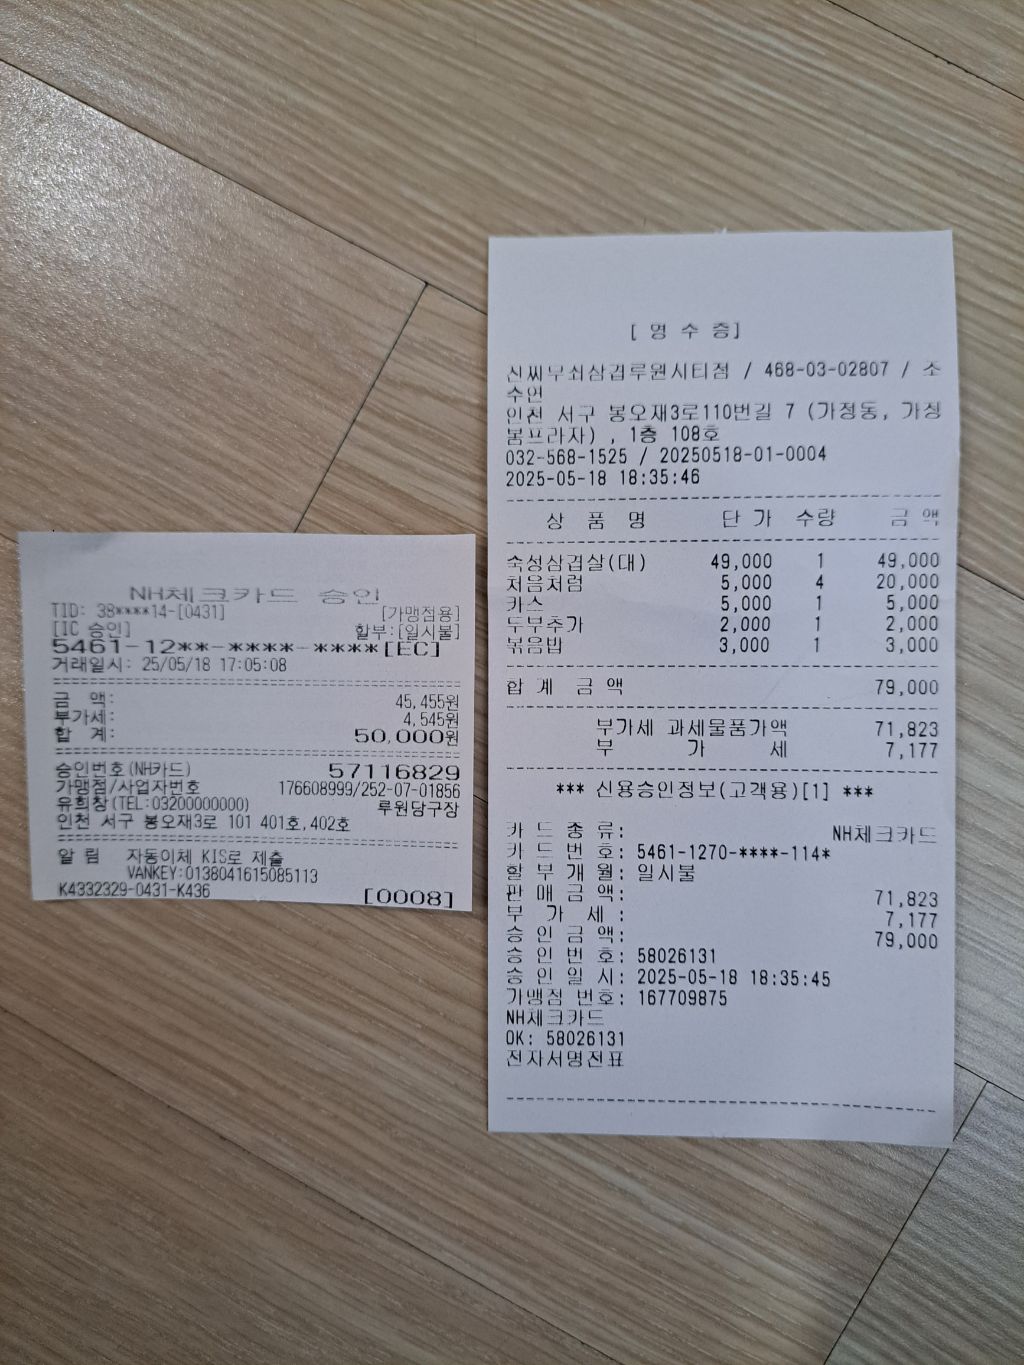 NH체크카드 승인
TID: 38****14-[0431] [가맹점용]
[IC 승인] 할부:[일시불]
5461-12**-****-****[EC]
거래일시: 25/05/18 17:05:08
금 액: 45,455원
부가세: 4,545원
합 계: 50,000원
승인번호(NH카드) 57116829
가맹점/사업자번호 176608999/252-07-01856
유희창(TEL:03200000000) 루원당구장
인천 서구 봉오재3로 101 401호,402호
알 림 자동이체 KIS로 제출
VANKEY:0138041615085113
K4332329-0431-K436 [0008]
[ 영 수 증]
신씨무쇠삼겹루원시티점 / 468-03-02807 / 조
수연
인천 서구 봉오재3로110번길 7 (가정동, 가정
봄프라자) , 1층 108호
032-568-1525 / 20250518-01-0004
2025-05-18 18:35:46
상 품 명 단 가 수량 금 액
숙성삼겹살(대) 49,000 1 49,000
처음처럼 5,000 4 20,000
카스 5,000 1 5,000
두부추가 2,000 1 2,000
볶음밥 3,000 1 3,000
합 계 금 액 79,000
부가세 과세물품가액 71,823
부 가 세 7,177
*** 신용승인정보(고객용)[1] ***
카 드 종 류: NH체크카드
카 드 번 호: 5461-1270-****-114*
할 부 개 월: 일시불
판 매 금 액: 71,823
부 가 세 : 7,177
승 인 금 액: 79,000
승 인 번 호: 58026131
승 인 일 시: 2025-05-18 18:35:45
가맹점 번호: 167709875
NH체크카드
OK: 58026131
전자서명전표